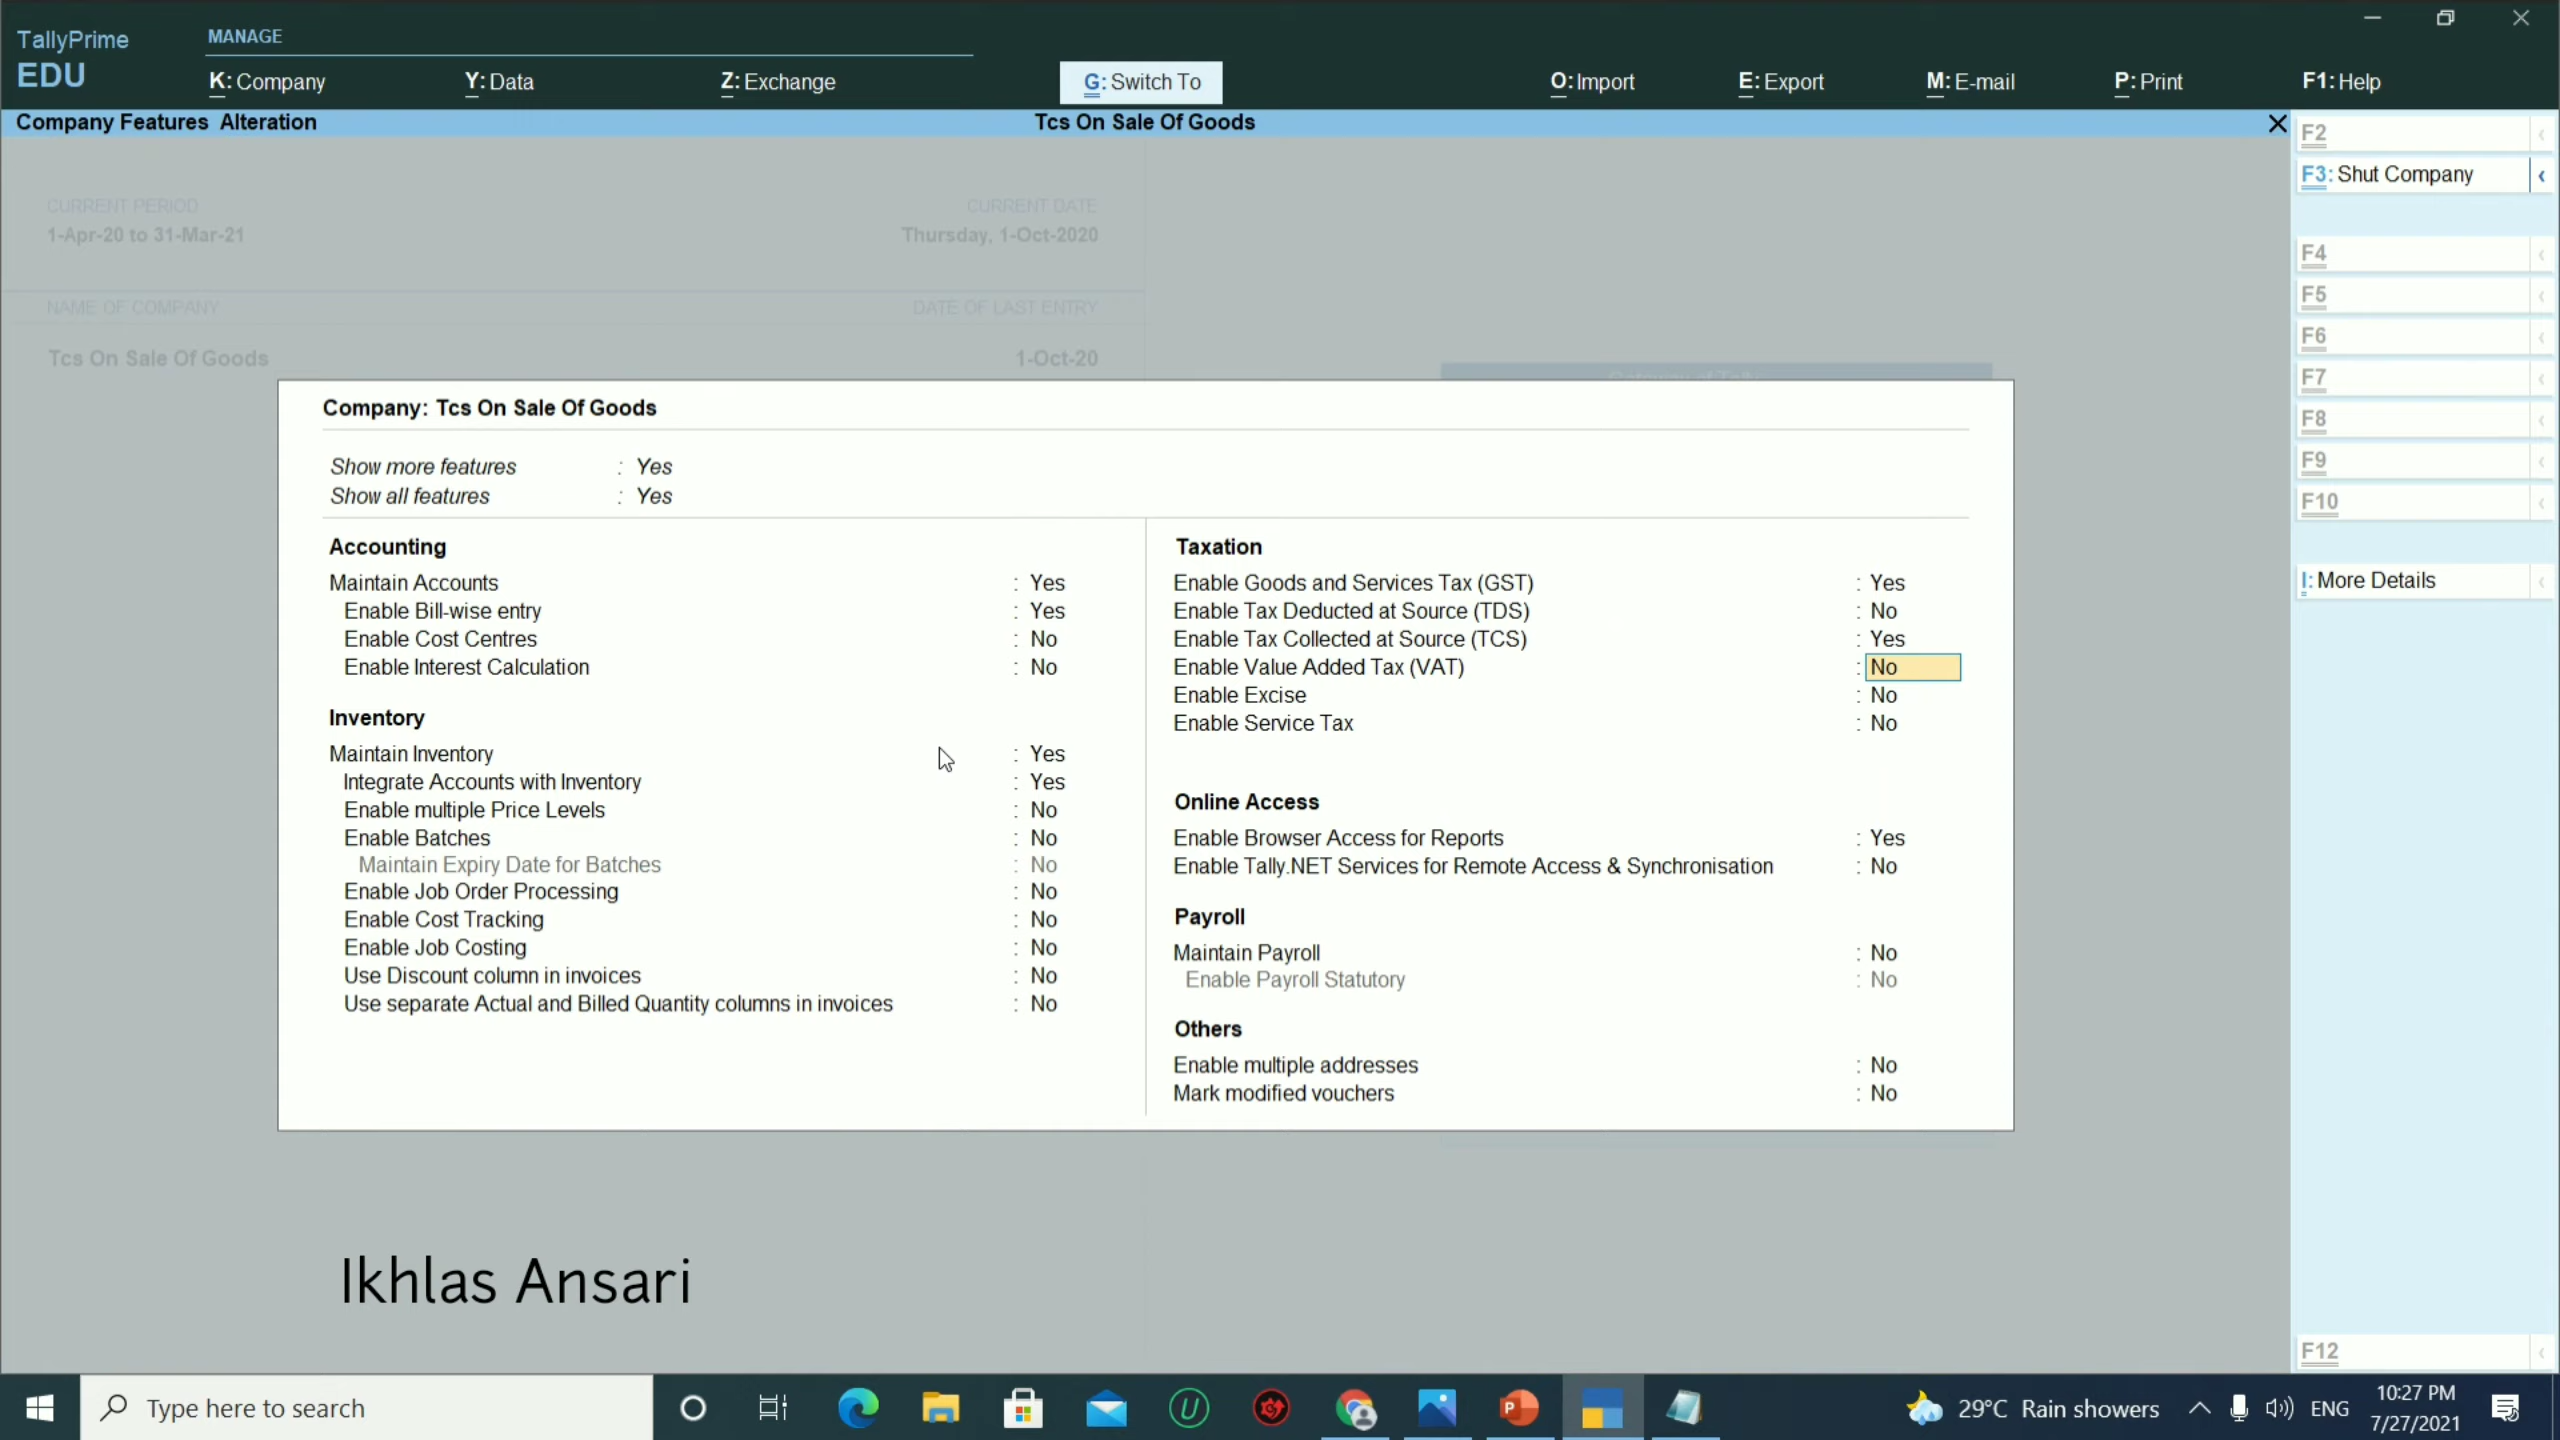 TallyPrime
EDU
MANAGE
K: Company
Y: Data
Z: Exchange
G: Switch To
O: Import
E: Export
M: E-mail
P: Print
F1: Help
Company Features Alteration
Tcs On Sale Of Goods
CURRENT PERIOD
CURRENT DATE
1-Apr-20 to 31-Mar-21
Thursday, 1-Oct-2020
NAME OF COMPANY
DATE OF LAST ENTRY
Tcs On Sale Of Goods
1-Oct-20
Gateway of Tally
Company: Tcs On Sale Of Goods
Show more features : Yes
Show all features : Yes
Accounting
Maintain Accounts : Yes
Enable Bill-wise entry : Yes
Enable Cost Centres : No
Enable Interest Calculation : No
Inventory
Maintain Inventory : Yes
Integrate Accounts with Inventory : Yes
Enable multiple Price Levels : No
Enable Batches : No
Maintain Expiry Date for Batches : No
Enable Job Order Processing : No
Enable Cost Tracking : No
Enable Job Costing : No
Use Discount column in invoices : No
Use separate Actual and Billed Quantity columns in invoices : No
Taxation
Enable Goods and Services Tax (GST) : Yes
Enable Tax Deducted at Source (TDS) : No
Enable Tax Collected at Source (TCS) : Yes
Enable Value Added Tax (VAT) : No
Enable Excise : No
Enable Service Tax : No
Online Access
Enable Browser Access for Reports : Yes
Enable Tally.NET Services for Remote Access & Synchronisation : No
Payroll
Maintain Payroll : No
Enable Payroll Statutory : No
Others
Enable multiple addresses : No
Mark modified vouchers : No
F2
F3: Shut Company
F4
F5
F6
F7
F8
F9
F10
I: More Details
F12
Ikhlas Ansari
Type here to search
29°C Rain showers
ENG
10:27 PM
7/27/2021